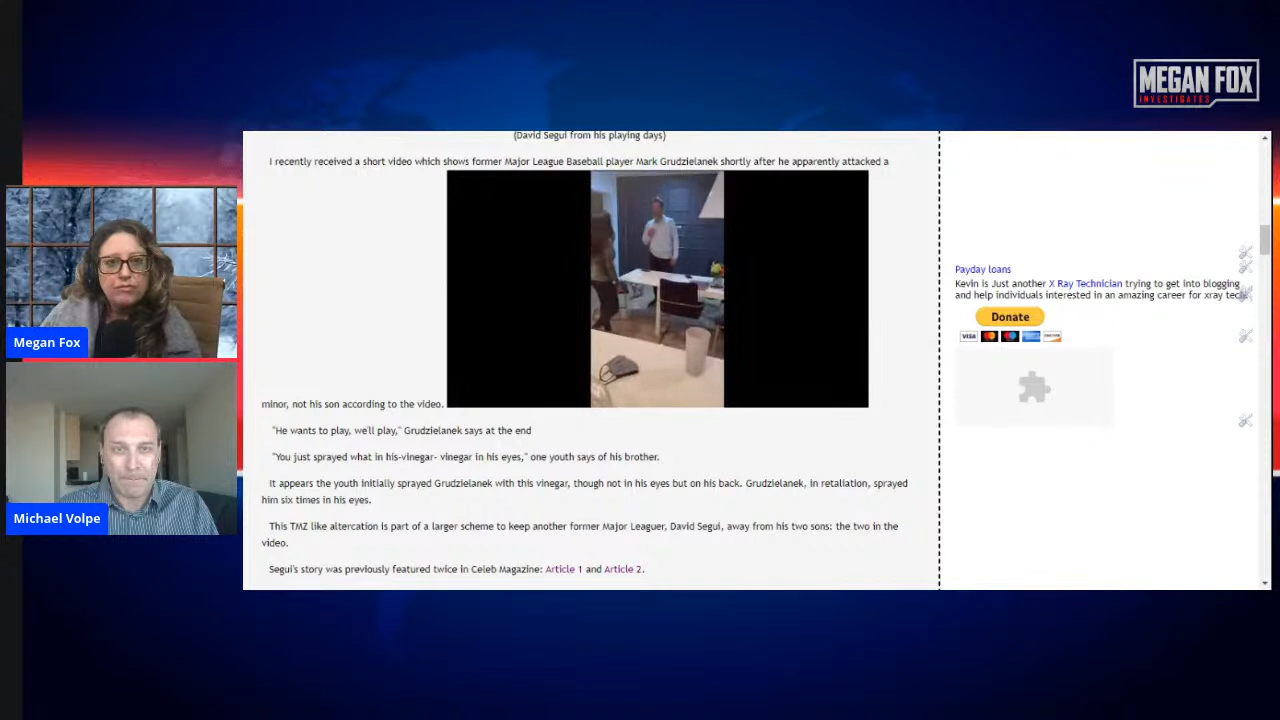 MEGAN FOX
INVESTIGATES
(David Segui from his playing days)
I recently received a short video which shows former Major League Baseball player Mark Grudzielanek shortly after he apparently attacked a
minor, not his son according to the video.
"He wants to play, we'll play," Grudzielanek says at the end
"You just sprayed what in his-vinegar- vinegar in his eyes," one youth says of his brother.
It appears the youth initially sprayed Grudzielanek with this vinegar, though not in his eyes but on his back. Grudzielanek, in retaliation, sprayed
him six times in his eyes.
This TMZ like altercation is part of a larger scheme to keep another former Major Leaguer, David Segui, away from his two sons: the two in the
video.
Segui's story was previously featured twice in Celeb Magazine: Article 1 and Article 2.
Payday loans
Kevin is Just another X Ray Technician trying to get into blogging
and help individuals interested in an amazing career for xray tech
Donate
VISA
Megan Fox
Michael Volpe